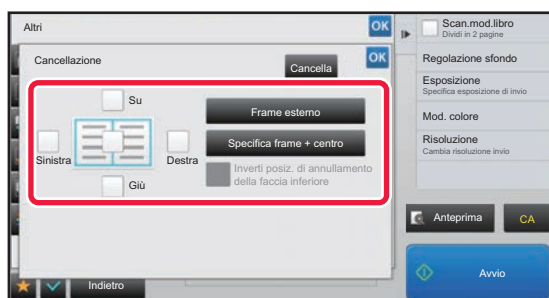 Altri
OK
Cancellazione
Cancella
OK
Su
Sinistra
Destra
Giù
Frame esterno
Specifica frame + centro
Inverti posiz. di annullamento
della faccia inferiore
Indietro
Scan.mod.libro
Dividi in 2 pagine
Regolazione sfondo
Esposizione
Specifica esposizione di invio
Mod. colore
Risoluzione
Cambia risoluzione invio
Anteprima
CA
Avvio